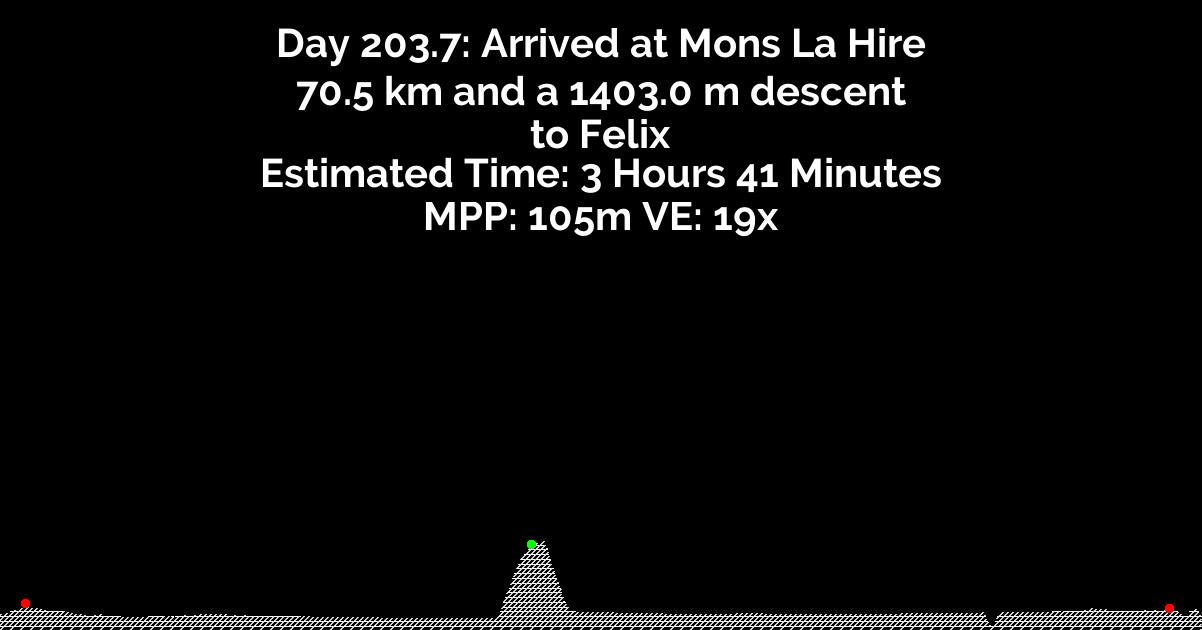 Day 203.7: Arrived at Mons La Hire
70.5 km and a 1403.0 m descent
to Felix
Estimated Time: 3 Hours 41 Minutes
MPP: 105m VE: 19x